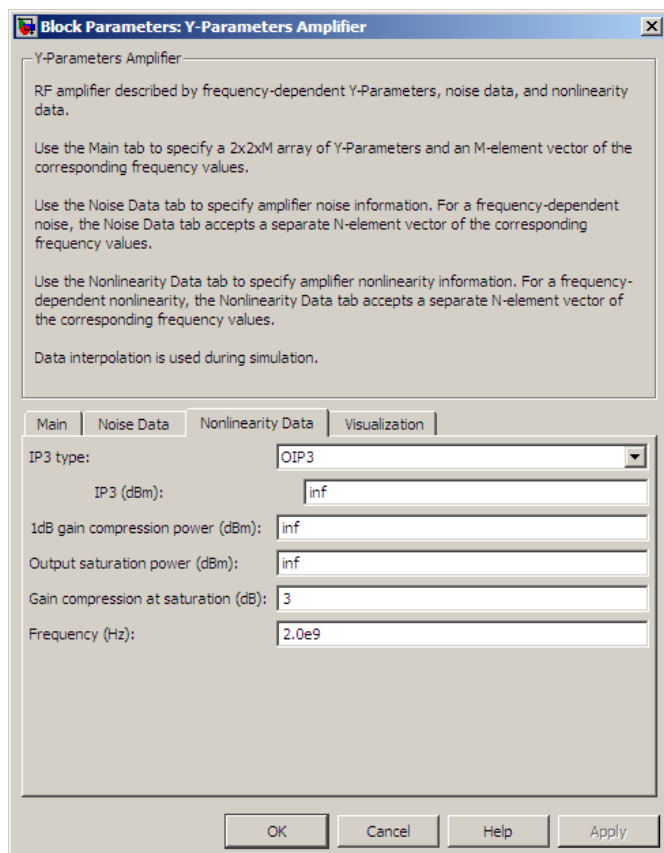 Block Parameters: Y-Parameters Amplifier
Y-Parameters Amplifier
RF amplifier described by frequency-dependent Y-Parameters, noise data, and nonlinearity
data.
Use the Main tab to specify a 2x2xM array of Y-Parameters and an M-element vector of the
corresponding frequency values.
Use the Noise Data tab to specify amplifier noise information. For a frequency-dependent
noise, the Noise Data tab accepts a separate N-element vector of the corresponding
frequency values.
Use the Nonlinearity Data tab to specify amplifier nonlinearity information. For a frequency-
dependent nonlinearity, the Nonlinearity Data tab accepts a separate N-element vector of
the corresponding frequency values.
Data interpolation is used during simulation.
Main Noise Data Nonlinearity Data Visualization
IP3 type: OIP3
IP3 (dBm): inf
1dB gain compression power (dBm): inf
Output saturation power (dBm): inf
Gain compression at saturation (dB): 3
Frequency (Hz): 2.0e9
OK Cancel Help Apply